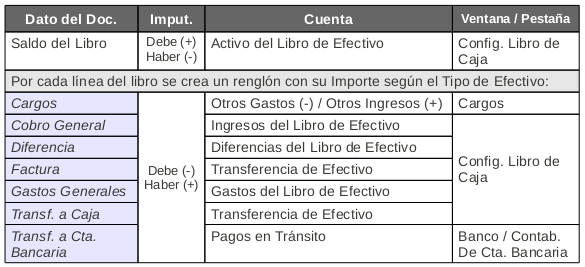 Dato del Doc. Imput. Cuenta Ventana / Pestaña
Saldo del Libro Debe (+) Activo del Libro de Efectivo Config. Libro de
Haber (-) Caja
Por cada línea del libro se crea un renglón con su Importe según el Tipo de Efectivo:
Cargos Otros Gastos (-) / Otros Ingresos (+) Cargos
Cobro General Ingresos del Libro de Efectivo
Diferencia Diferencias del Libro de Efectivo
Factura Debe (-) Transferencia de Efectivo Config. Libro de
Gastos Generales Haber (+) Gastos del Libro de Efectivo Caja
Transf. a Caja Transferencia de Efectivo
Transf. a Cta. Pagos en Tránsito Banco / Contab.
Bancaria De Cta. Bancaria